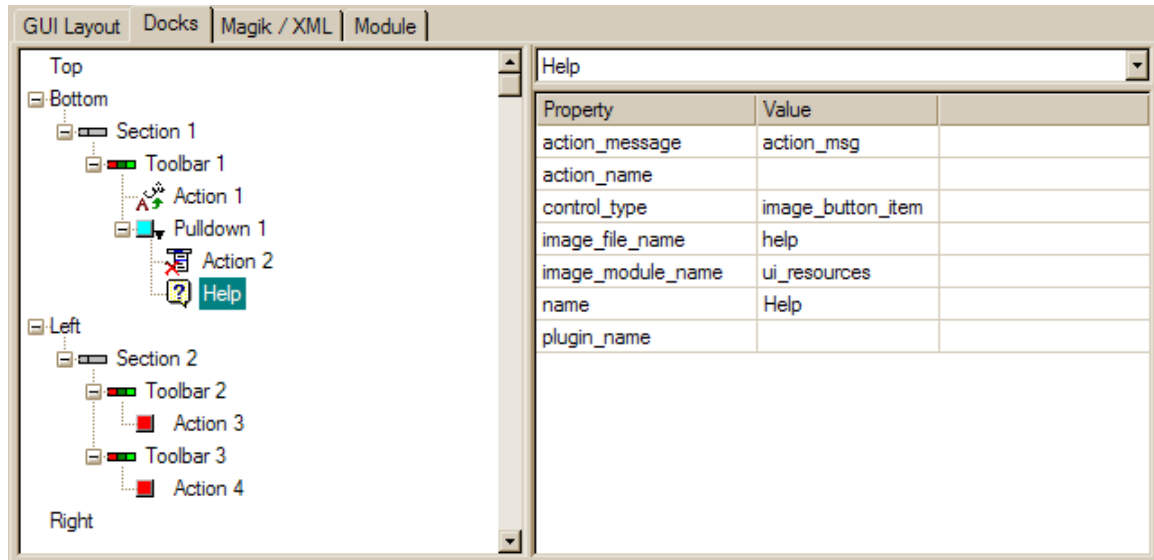 GUI Layout Docks Magik / XML Module
Top
Bottom
Section 1
Toolbar 1
Action 1
Pulldown 1
Action 2
Help
Left
Section 2
Toolbar 2
Action 3
Toolbar 3
Action 4
Right
Help
Property Value
action_message action_msg
action_name
control_type image_button_item
image_file_name help
image_module_name ui_resources
name Help
plugin_name